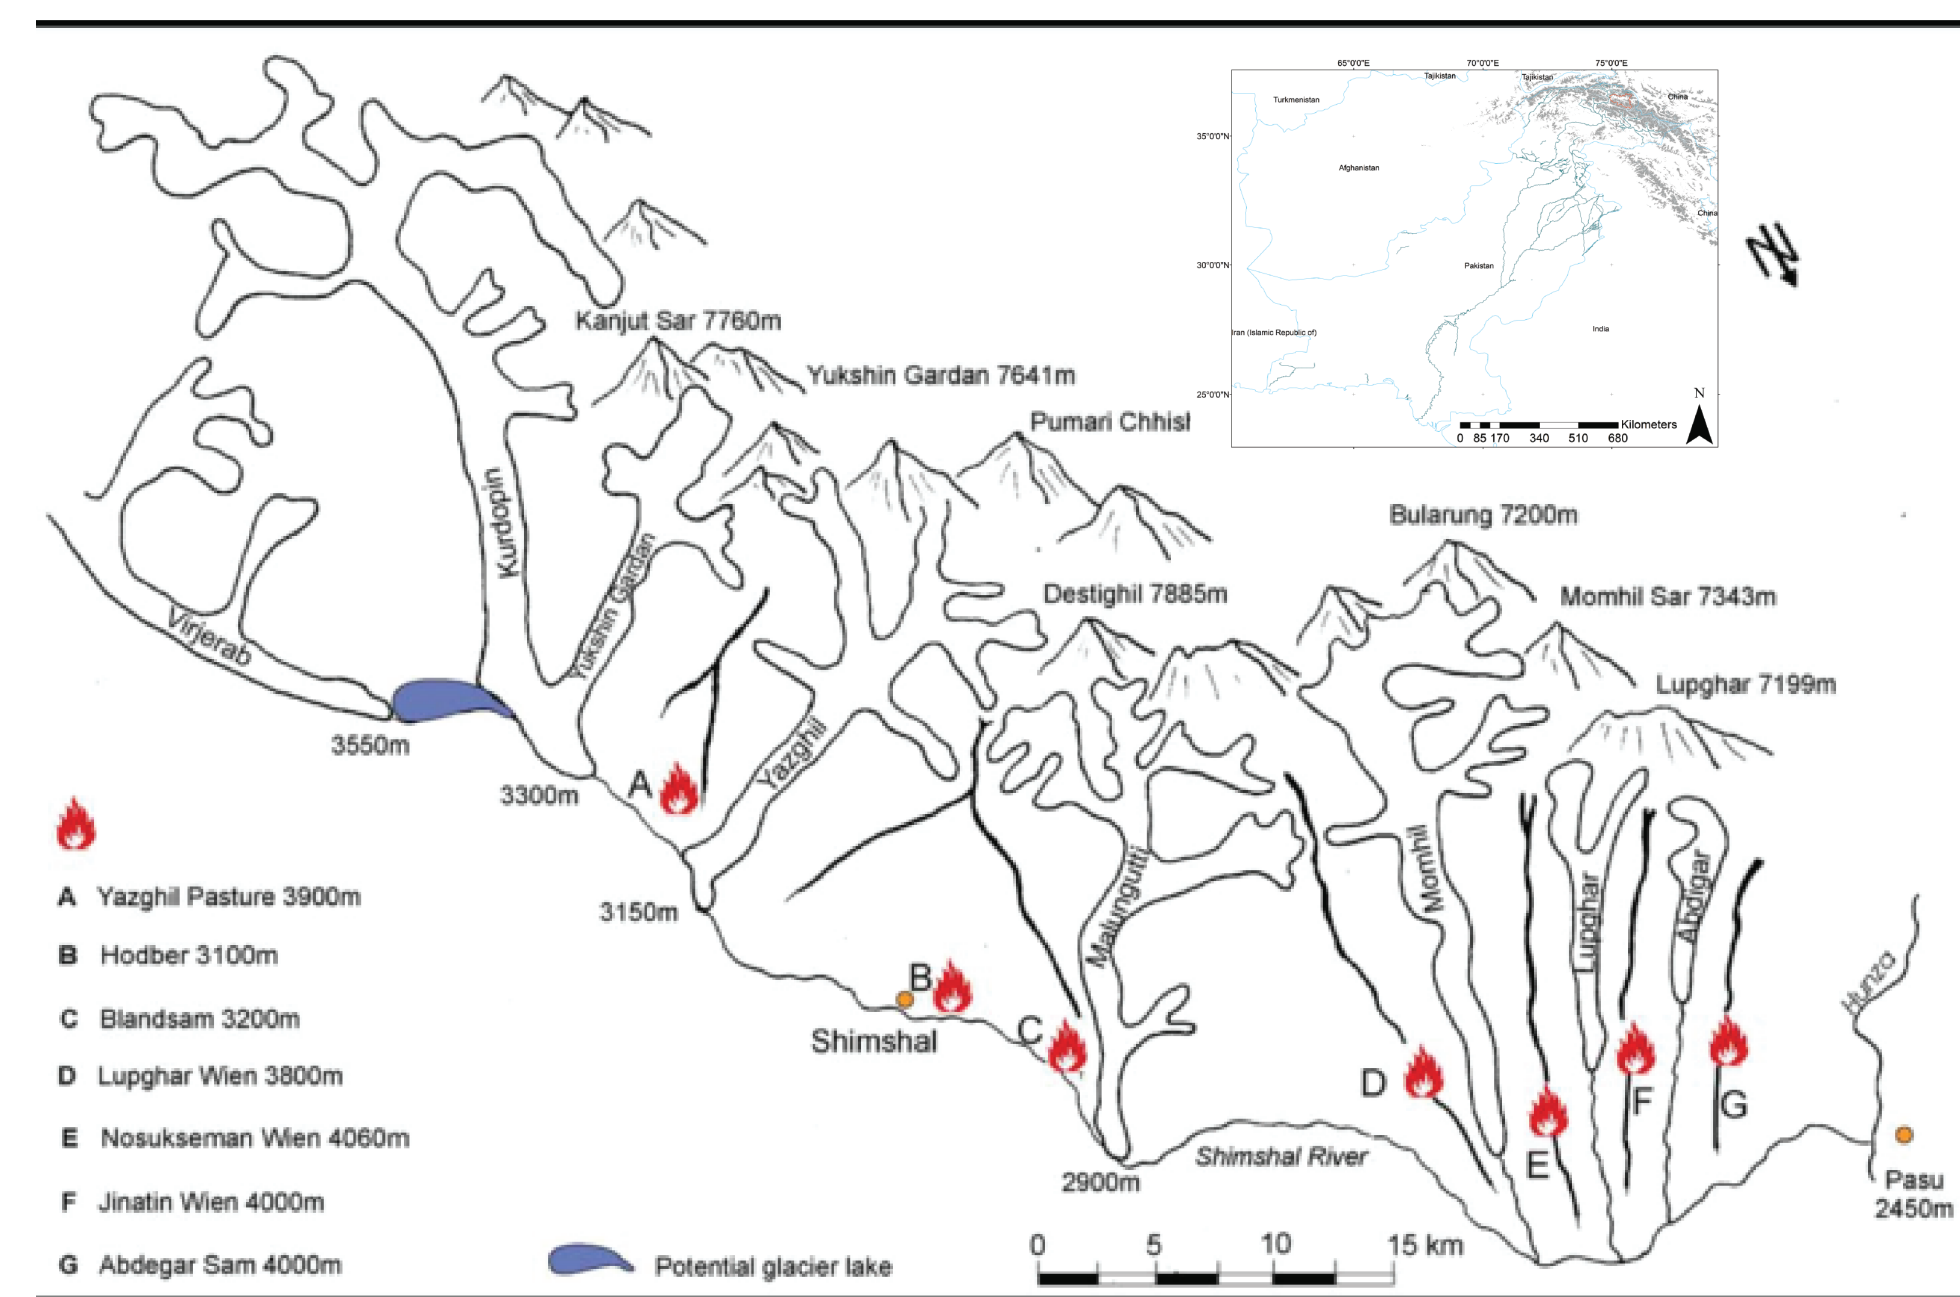 65°0'0"E
70°0'0"E
75°0'0"E
Tajikistan
Tajikistan
Turkmenistan
China
35°0'0"N
Afghanistan
China
30°0'0"N
Pakistan
Iran (Islamic Republic of)
India
25°0'0"N
N
Kilometers
0 85 170 340 510 680
N
Kanjut Sar 7760m
Yukshin Gardan 7641m
Pumari Chhisl
Bularung 7200m
Destighil 7885m
Momhil Sar 7343m
Lupghar 7199m
Kurdopin
Yukshin Gardan
Virjerab
Yazghil
Malungutti
Momhil
Lupghar
Abdigar
Hunza
3550m
3300m
A
3150m
B
Shimshal
C
D
E
F
G
2900m
Shimshal River
Pasu
2450m
A Yazghil Pasture 3900m
B Hodber 3100m
C Blandsam 3200m
D Lupghar Wien 3800m
E Nosukseman Wien 4060m
F Jinatin Wien 4000m
G Abdegar Sam 4000m
Potential glacier lake
0 5 10 15 km